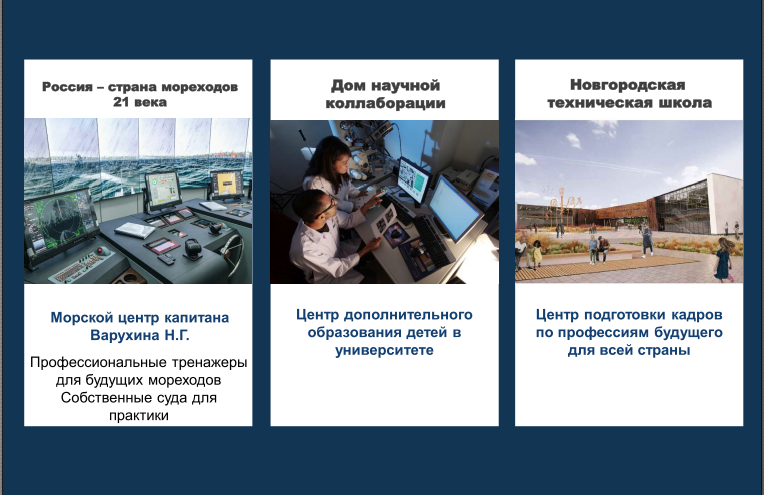 Россия – страна мореходов
21 века
Морской центр капитана
Варухина Н.Г.
Профессиональные тренажеры
для будущих мореходов
Собственные суда для
практики
Дом научной
коллаборации
Центр дополнительного
образования детей в
университете
Новгородская
техническая школа
Центр подготовки кадров
по профессиям будущего
для всей страны